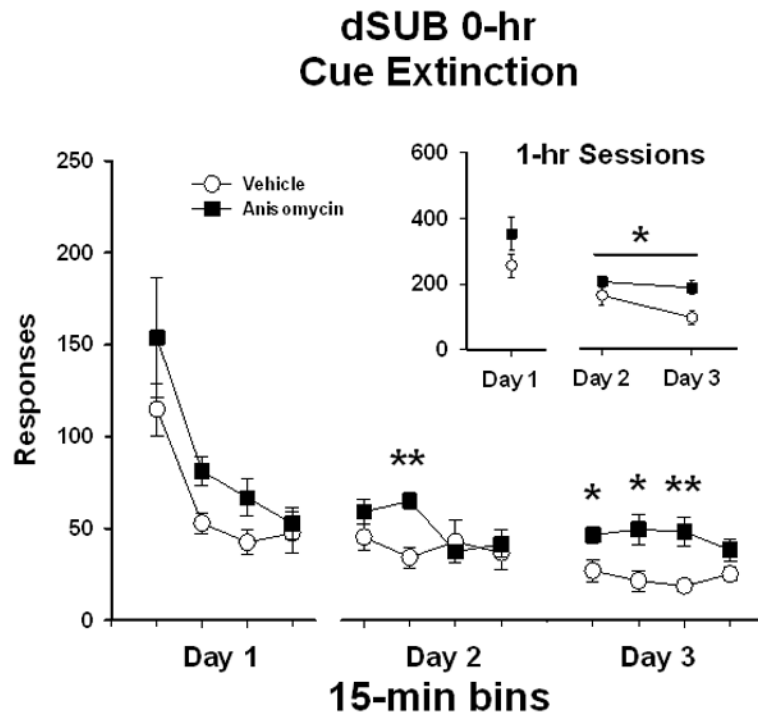 dSUB 0-hr
Cue Extinction
250
200
150
100
50
0
Responses
Vehicle
Anisomycin
600
400
200
0
1-hr Sessions
*
Day 1
Day 2
Day 3
**
*
*
**
Day 1
Day 2
Day 3
15-min bins